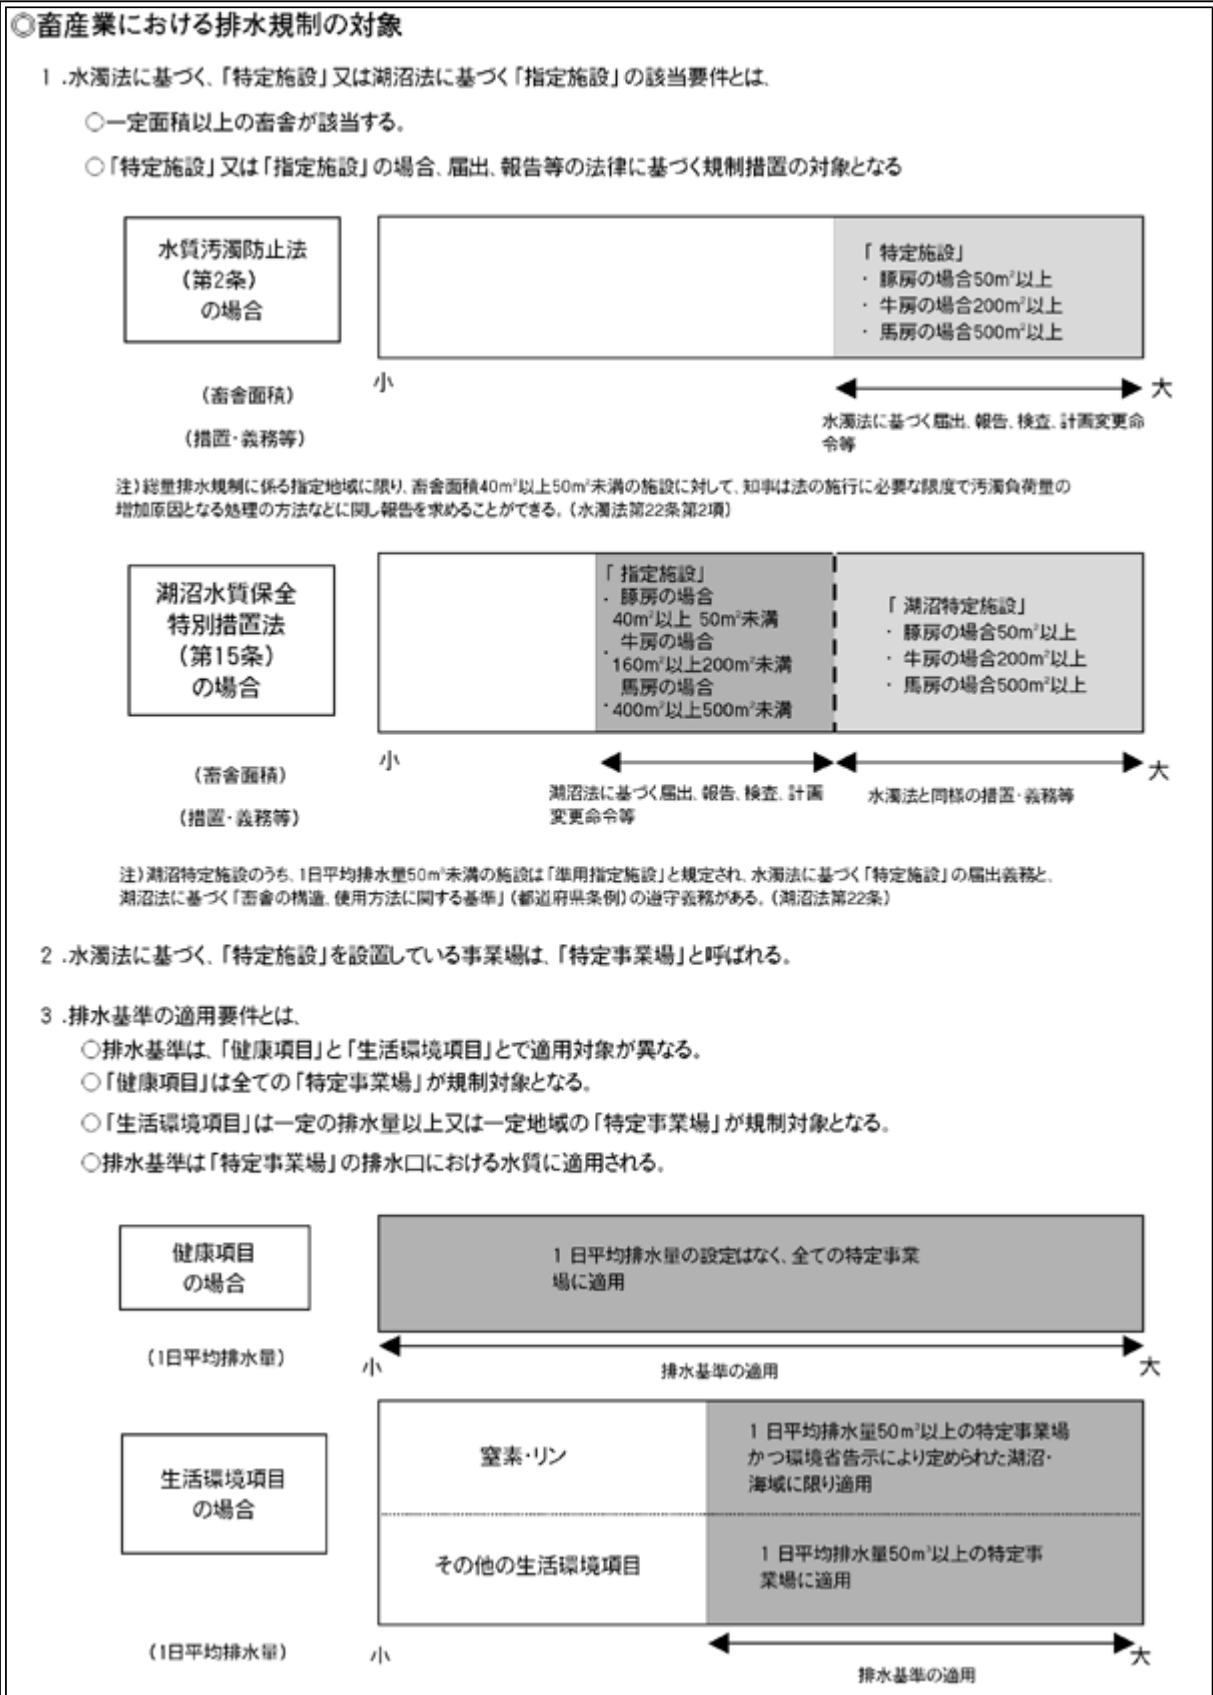 ◎畜産業における排水規制の対象
1 .水濁法に基づく、「特定施設」又は湖沼法に基づく「指定施設」の該当要件とは、
○一定面積以上の畜舎が該当する。
○「特定施設」又は「指定施設」の場合、届出、報告等の法律に基づく規制措置の対象となる
水質汚濁防止法
(第2条)
の場合
「 特定施設」
・ 豚房の場合50m²以上
・ 牛房の場合200m²以上
・ 馬房の場合500m²以上
小
大
(畜舎面積)
(措置・義務等)
水濁法に基づく届出、報告、検査、計画変更命
令等
注)総量排水規制に係る指定地域に限り、畜舎面積40m²以上50m²未満の施設に対して、知事は法の施行に必要な限度で汚濁負荷量の
増加原因となる処理の方法などに関し報告を求めることができる。(水濁法第22条第2項)
湖沼水質保全
特別措置法
(第15条)
の場合
「 指定施設」
・ 豚房の場合
40m²以上 50m²未満
・ 牛房の場合
160m²以上200m²未満
・ 馬房の場合
400m²以上500m²未満
「 湖沼特定施設」
・ 豚房の場合50m²以上
・ 牛房の場合200m²以上
・ 馬房の場合500m²以上
小
大
(畜舎面積)
(措置・義務等)
湖沼法に基づく届出、報告、検査、計画
変更命令等
水濁法と同様の措置・義務等
注)湖沼特定施設のうち、1日平均排水量50m³未満の施設は「準用指定施設」と規定され、水濁法に基づく「特定施設」の届出義務と、
湖沼法に基づく「畜舎の構造、使用方法に関する基準」(都道府県条例)の遵守義務がある。(湖沼法第22条)
2 .水濁法に基づく、「特定施設」を設置している事業場は、「特定事業場」と呼ばれる。
3 .排水基準の適用要件とは、
○排水基準は、「健康項目」と「生活環境項目」とで適用対象が異なる。
○「健康項目」は全ての「特定事業場」が規制対象となる。
○「生活環境項目」は一定の排水量以上又は一定地域の「特定事業場」が規制対象となる。
○排水基準は「特定事業場」の排水口における水質に適用される。
健康項目
の場合
1 日平均排水量の設定はなく、全ての特定事業
場に適用
(1日平均排水量)
小
大
排水基準の適用
生活環境項目
の場合
窒素・リン
1 日平均排水量50m³以上の特定事業場
かつ環境省告示により定められた湖沼・
海域に限り適用
その他の生活環境項目
1 日平均排水量50m³以上の特定事
業場に適用
(1日平均排水量)
小
大
排水基準の適用